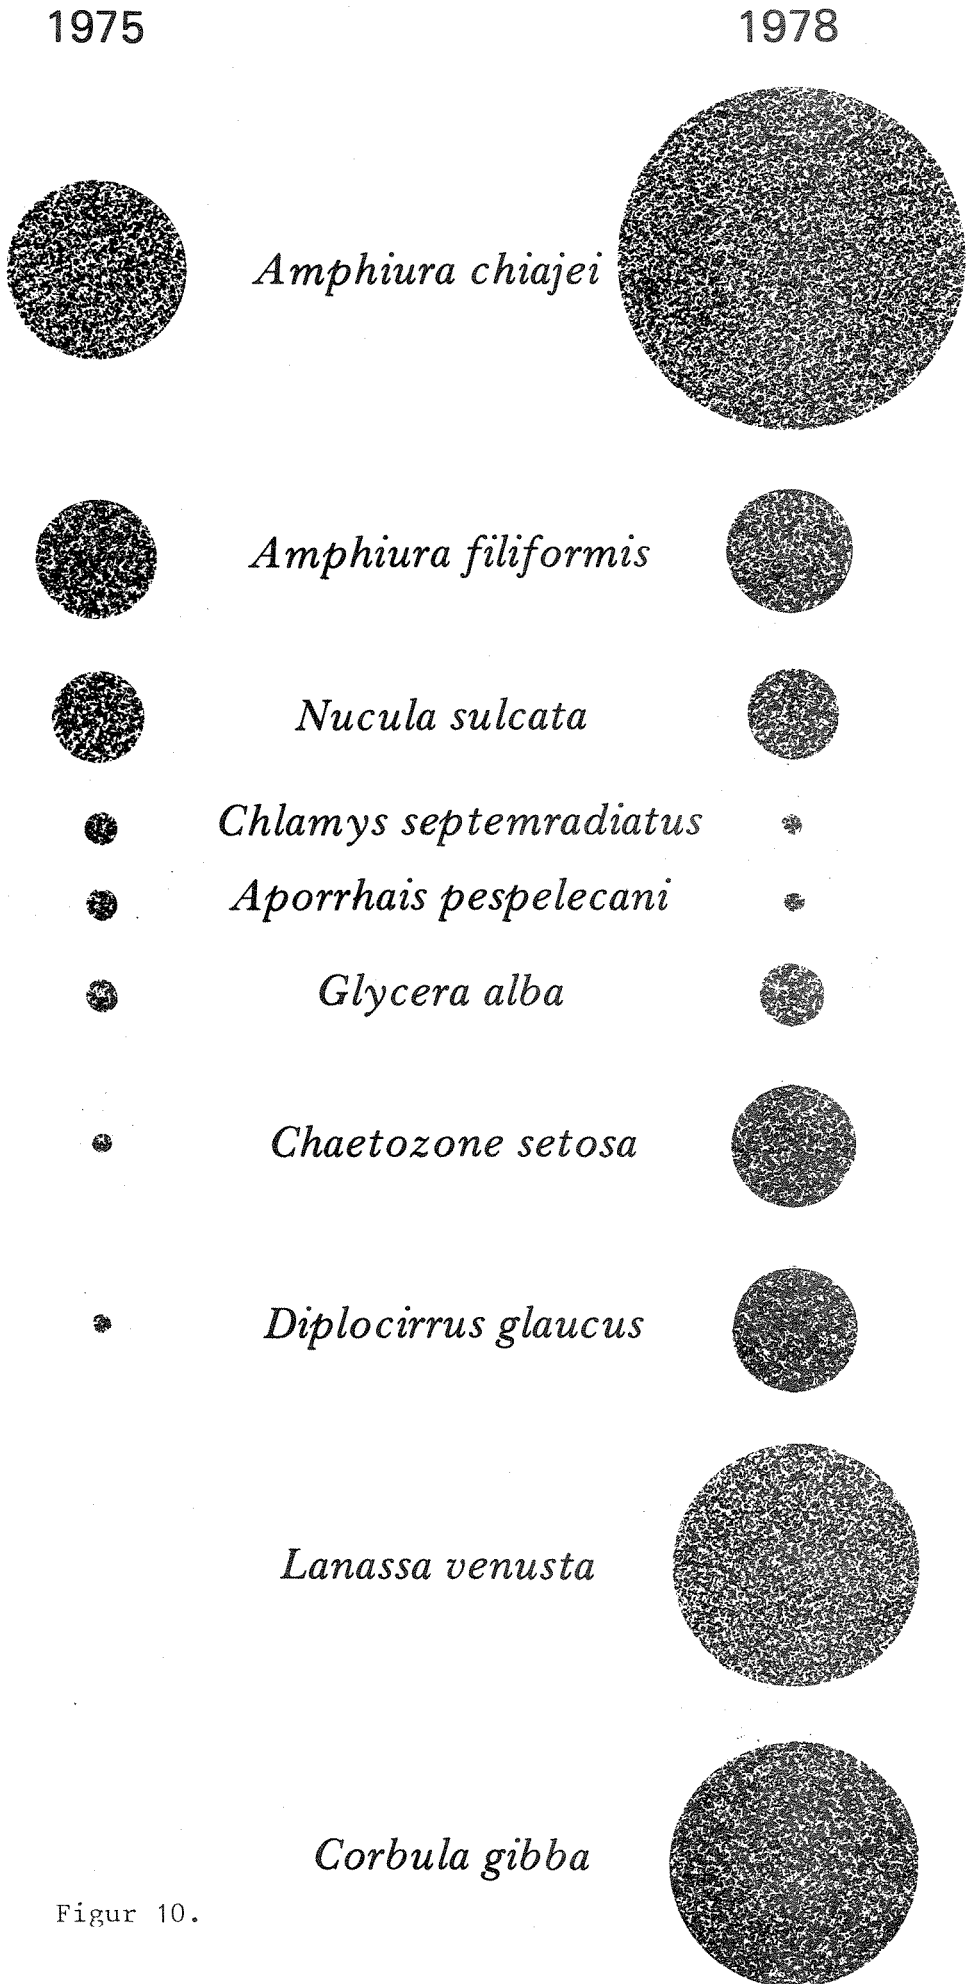 1975 1978
Amphiura chiajei
Amphiura filiformis
Nucula sulcata
Chlamys septemradiatus
Aporrhais pespelecani
Glycera alba
Chaetozone setosa
Diplocirrus glaucus
Lanassa venusta
Corbula gibba
Figur 10.